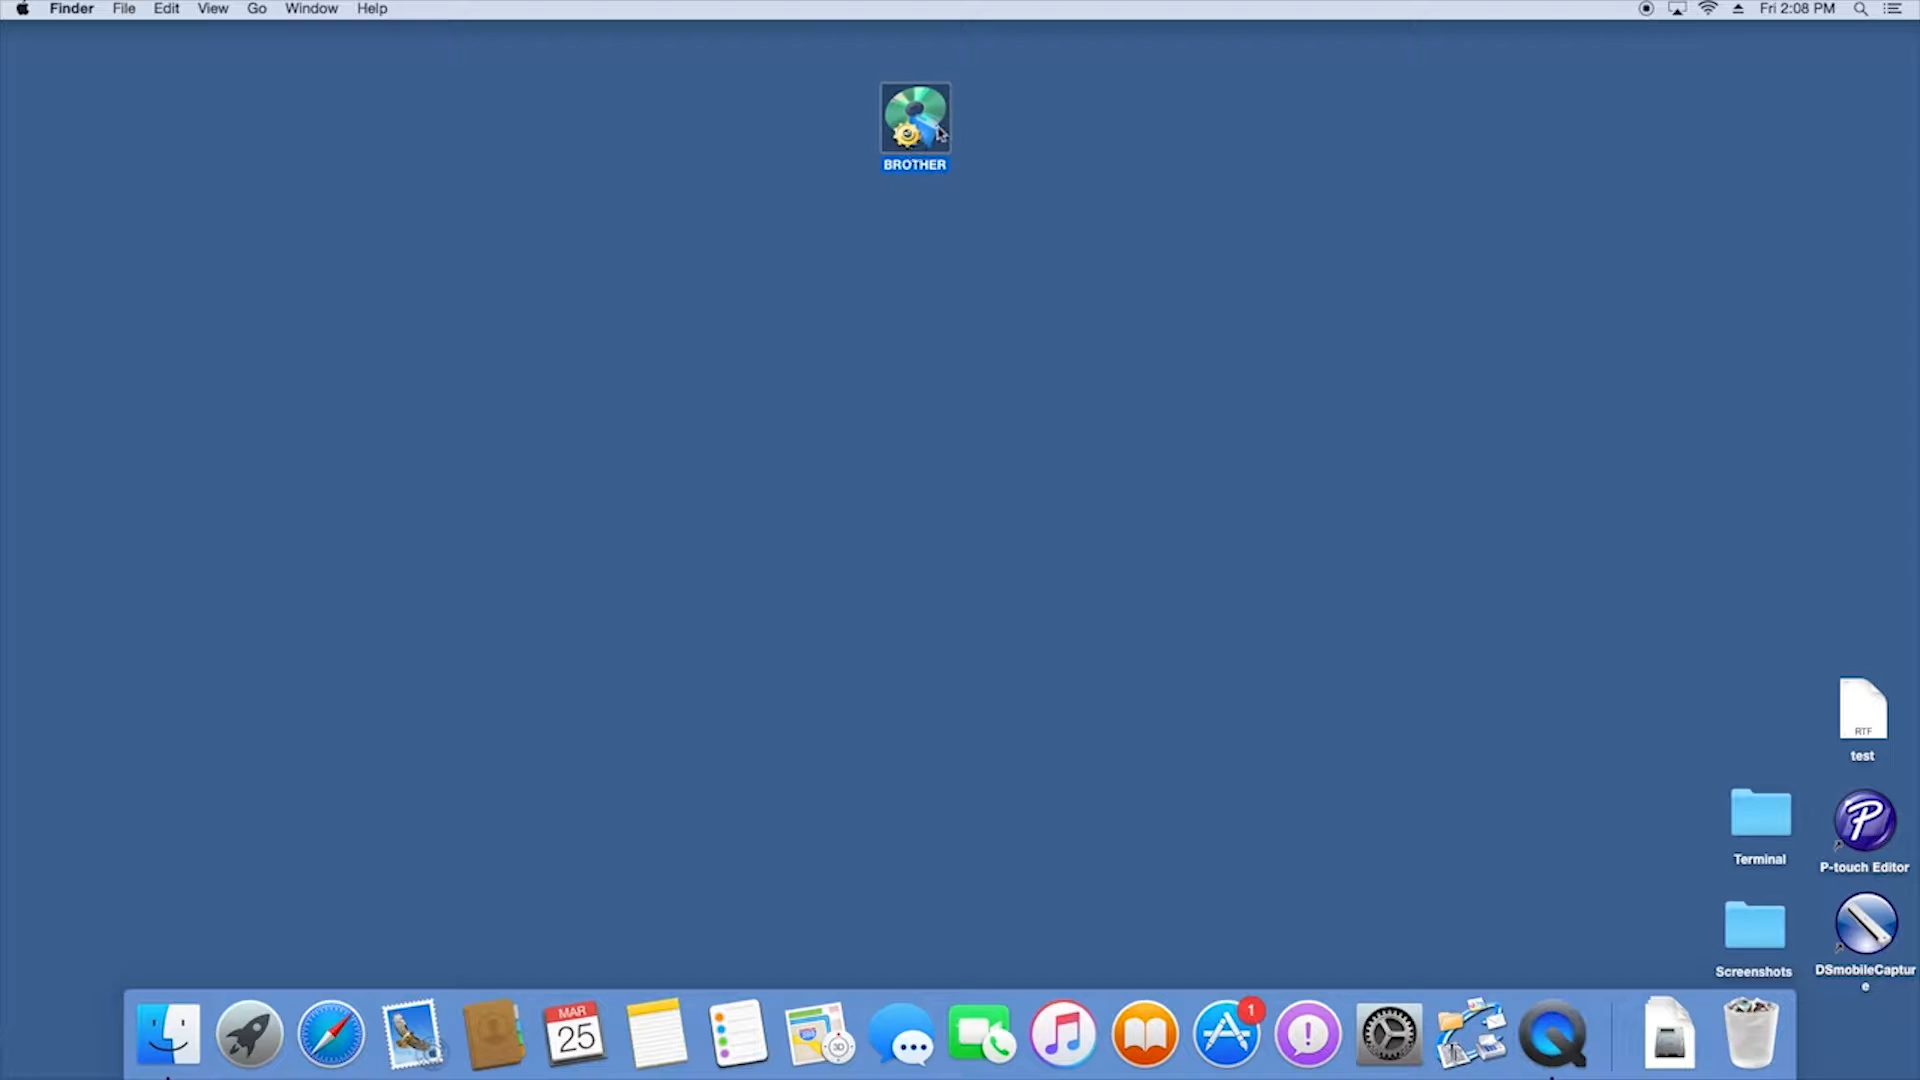 Finder File Edit View Go Window Help Fri 2:08 PM
BROTHER
RTF
test
Terminal
P-touch Editor
Screenshots
DSmobileCaptur
e
MAR
25
1